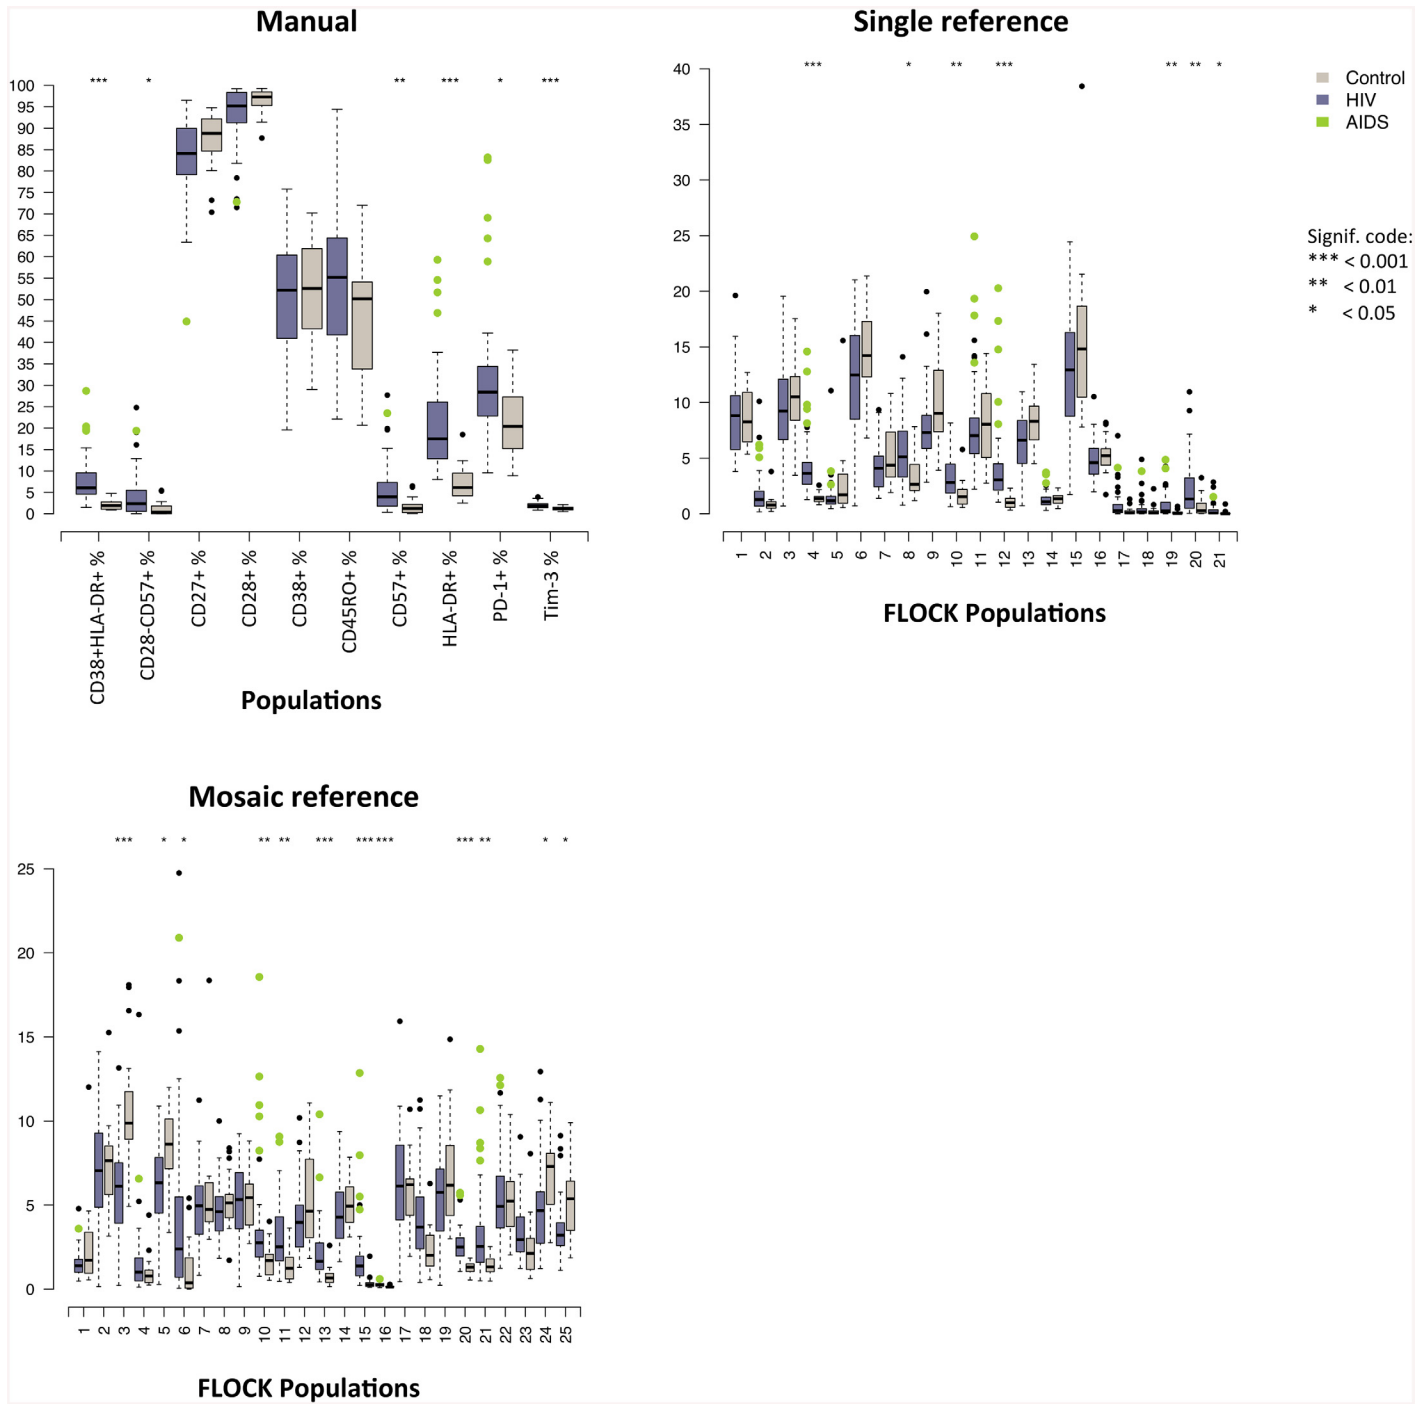 Manual
*** * ** *** * ***
100
95
90
85
80
75
70
65
60
55
50
45
40
35
30
25
20
15
10
5
0
CD38+HLA-DR+ %
CD28-CD57+ %
CD27+ %
CD28+ %
CD38+ %
CD45RO+ %
CD57+ %
HLA-DR+ %
PD-1+ %
Tim-3 %
Populations
Single reference
*** * ** *** ** ** *
40
35
30
25
20
15
10
5
0
1 2 3 4 5 6 7 8 9 10 11 12 13 14 15 16 17 18 19 20 21
FLOCK Populations
Control
HIV
AIDS
Signif. code:
*** < 0.001
** < 0.01
* < 0.05
Mosaic reference
*** * * ** ** *** *** *** *** ** * *
25
20
15
10
5
0
1 2 3 4 5 6 7 8 9 10 11 12 13 14 15 16 17 18 19 20 21 22 23 24 25
FLOCK Populations